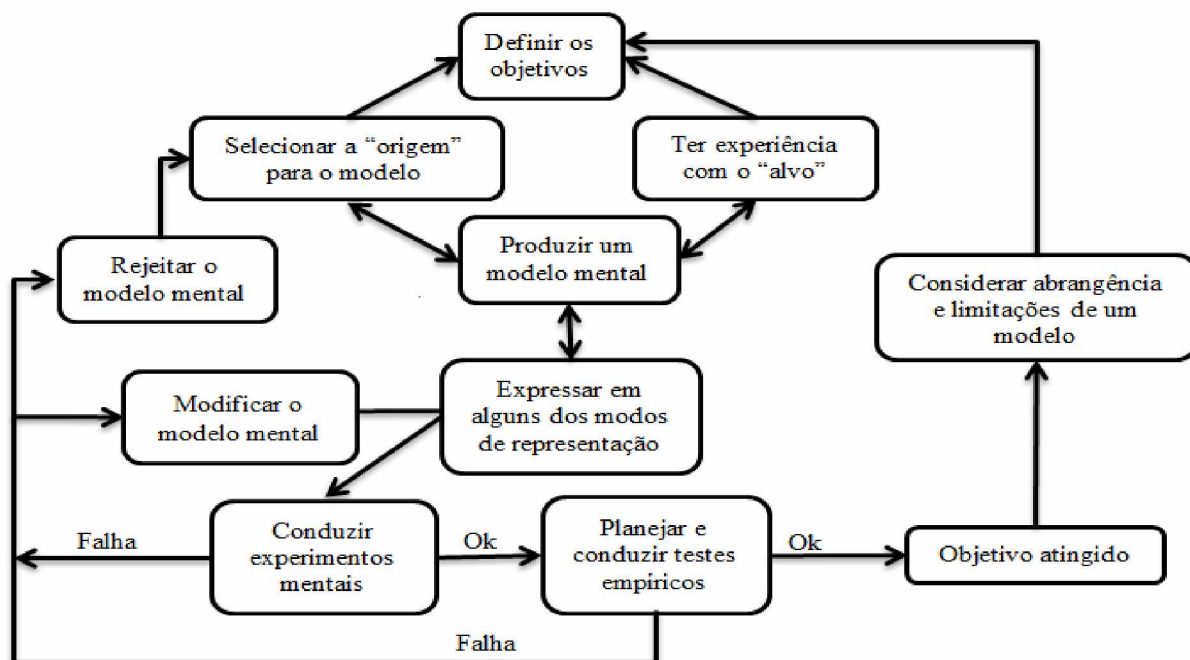 Definir os
objetivos
Selecionar a “origem”
para o modelo
Ter experiência
com o “alvo”
Produzir um
modelo mental
Rejeitar o
modelo mental
Considerar abrangência
e limitações de um
modelo
Expressar em
alguns dos modos
de representação
Modificar o
modelo mental
Falha
Conduzir
experimentos
mentais
Ok
Planejar e
conduzir testes
empíricos
Ok
Objetivo atingido
Falha